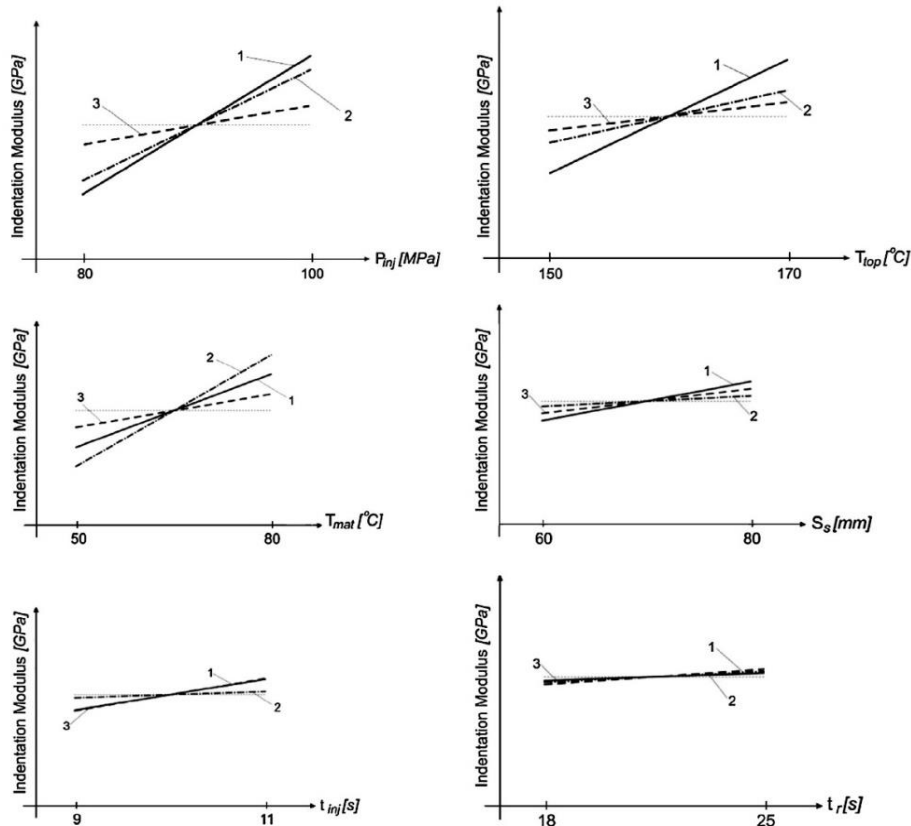 Indentation Modulus [GPa]
1
2
3
80
100
P_inj [MPa]
Indentation Modulus [GPa]
1
2
3
150
170
T_top [°C]
Indentation Modulus [GPa]
2
1
3
50
80
T_mat [°C]
Indentation Modulus [GPa]
1
3
2
60
80
S_s [mm]
Indentation Modulus [GPa]
1
2
3
9
11
t_inj [s]
Indentation Modulus [GPa]
1
3
2
18
25
t_r [s]